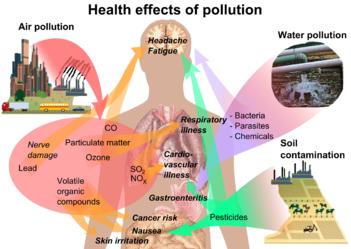 Health effects of pollution
Air pollution
Water pollution
Headache
Fatigue
- Bacteria
- Parasites
- Chemicals
CO
Respiratory
illness
Particulate matter
Nerve
damage
Ozone
Soil
contamination
Lead
SO2
NOX
Cardio-
vascular
illness
Volatile
organic
compounds
Gastroenteritis
Pesticides
Cancer risk
Nausea
Skin irritation